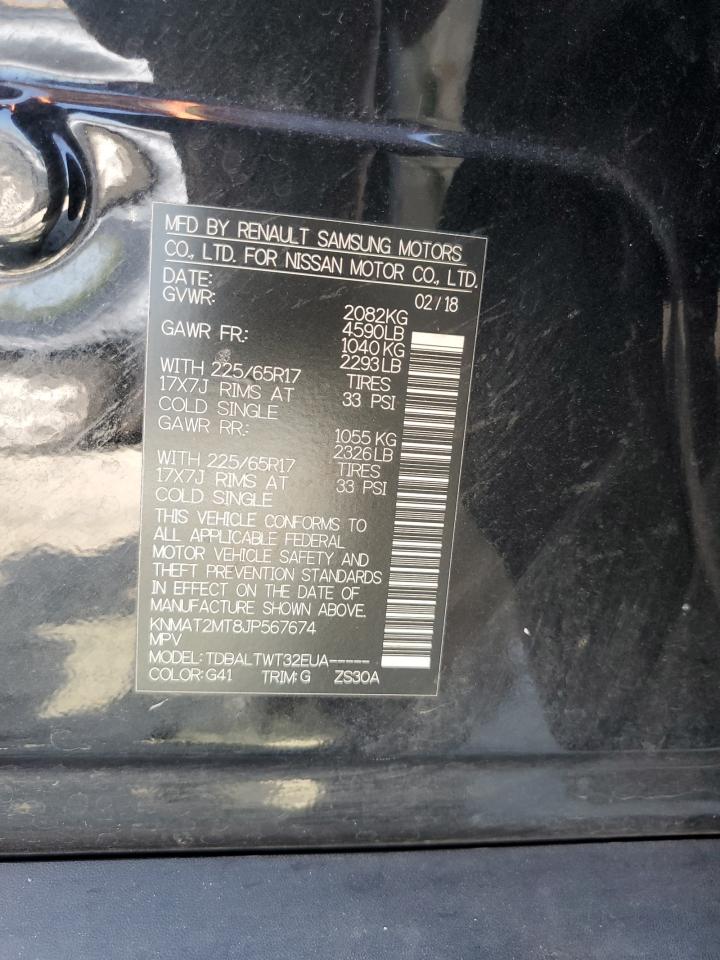 MFD BY RENAULT SAMSUNG MOTORS
CO., LTD. FOR NISSAN MOTOR CO., LTD.
DATE: 02/18
GVWR: 2082KG
4590LB
GAWR FR.: 1040KG
2293LB
WITH 225/65R17 TIRES
17X7J RIMS AT 33 PSI
COLD SINGLE
GAWR RR.: 1055KG
2326LB
WITH 225/65R17 TIRES
17X7J RIMS AT 33 PSI
COLD SINGLE
THIS VEHICLE CONFORMS TO
ALL APPLICABLE FEDERAL
MOTOR VEHICLE SAFETY AND
THEFT PREVENTION STANDARDS
IN EFFECT ON THE DATE OF
MANUFACTURE SHOWN ABOVE.
KNMAT2MT8JP567674
MPV
MODEL: TDBALTWT32EUA-----
COLOR:G41 TRIM:G ZS30A